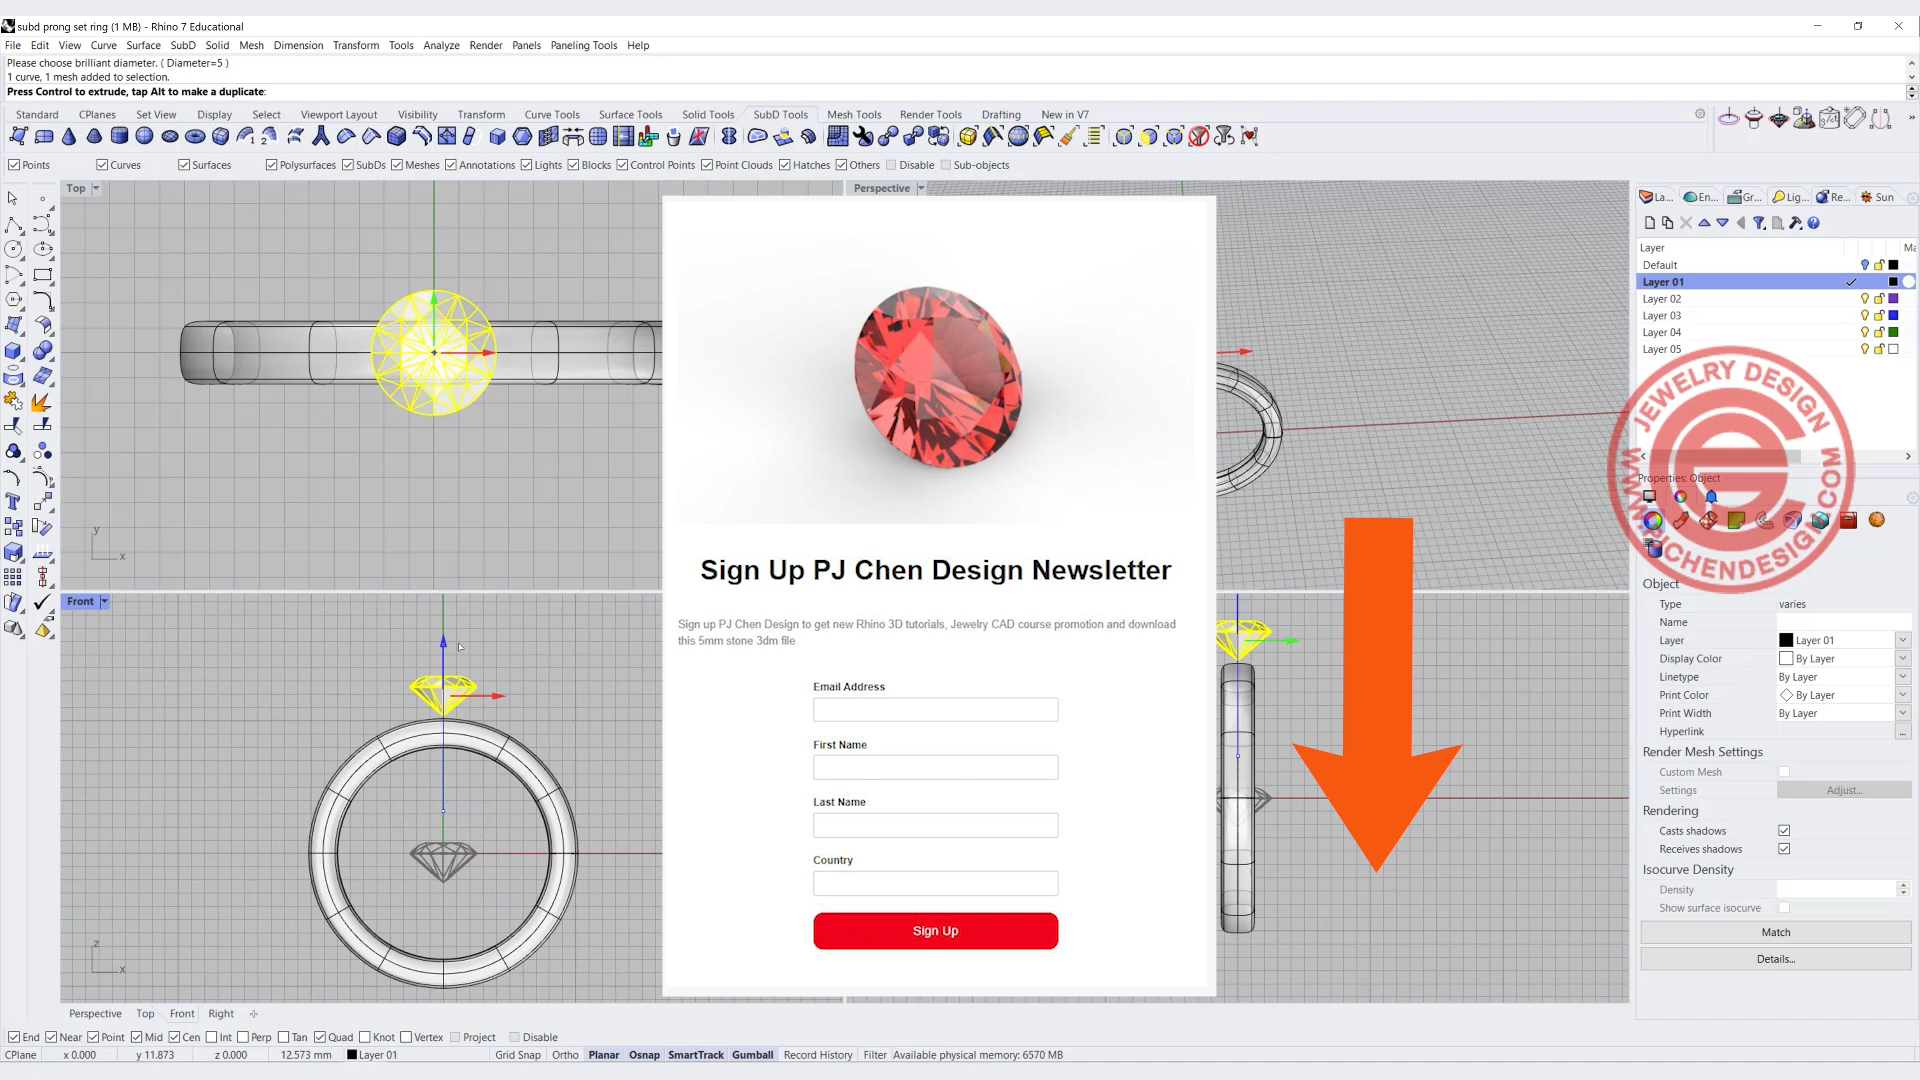 subd prong set ring (1 MB) - Rhino 7 Educational
File Edit View Curve Surface SubD Solid Mesh Dimension Transform Tools Analyze Render Panels Paneling Tools Help
Please choose brilliant diameter. ( Diameter=5 )
1 curve, 1 mesh added to selection.
Press Control to extrude, tap Alt to make a duplicate:
Standard CPlanes Set View Display Select Viewport Layout Visibility Transform Curve Tools Surface Tools Solid Tools SubD Tools Mesh Tools Render Tools Drafting New in V7
Points Curves Surfaces Polysurfaces SubDs Meshes Annotations Lights Blocks Control Points Point Clouds Hatches Others Disable Sub-objects
Top
Perspective
La... En... Gr... Lig... Re... Sun
Layer Ma
Default
Layer 01
Layer 02
Layer 03
Layer 04
Layer 05
JEWELRY DESIGN
WWW.PJCHENDESIGN.COM
y
x
Front
z
x
Sign Up PJ Chen Design Newsletter
Sign up PJ Chen Design to get new Rhino 3D tutorials, Jewelry CAD course promotion and download
this 5mm stone 3dm file
Email Address
First Name
Last Name
Country
Sign Up
Properties: Object
Object
Type varies
Name
Layer Layer 01
Display Color By Layer
Linetype By Layer
Print Color By Layer
Print Width By Layer
Hyperlink ...
Render Mesh Settings
Custom Mesh
Settings Adjust...
Rendering
Casts shadows
Receives shadows
Isocurve Density
Density
Show surface isocurve
Match
Details...
Perspective Top Front Right
End Near Point Mid Cen Int Perp Tan Quad Knot Vertex Project Disable
CPlane x 0.000 y 11.873 z 0.000 12.573 mm Layer 01 Grid Snap Ortho Planar Osnap SmartTrack Gumball Record History Filter Available physical memory: 6570 MB